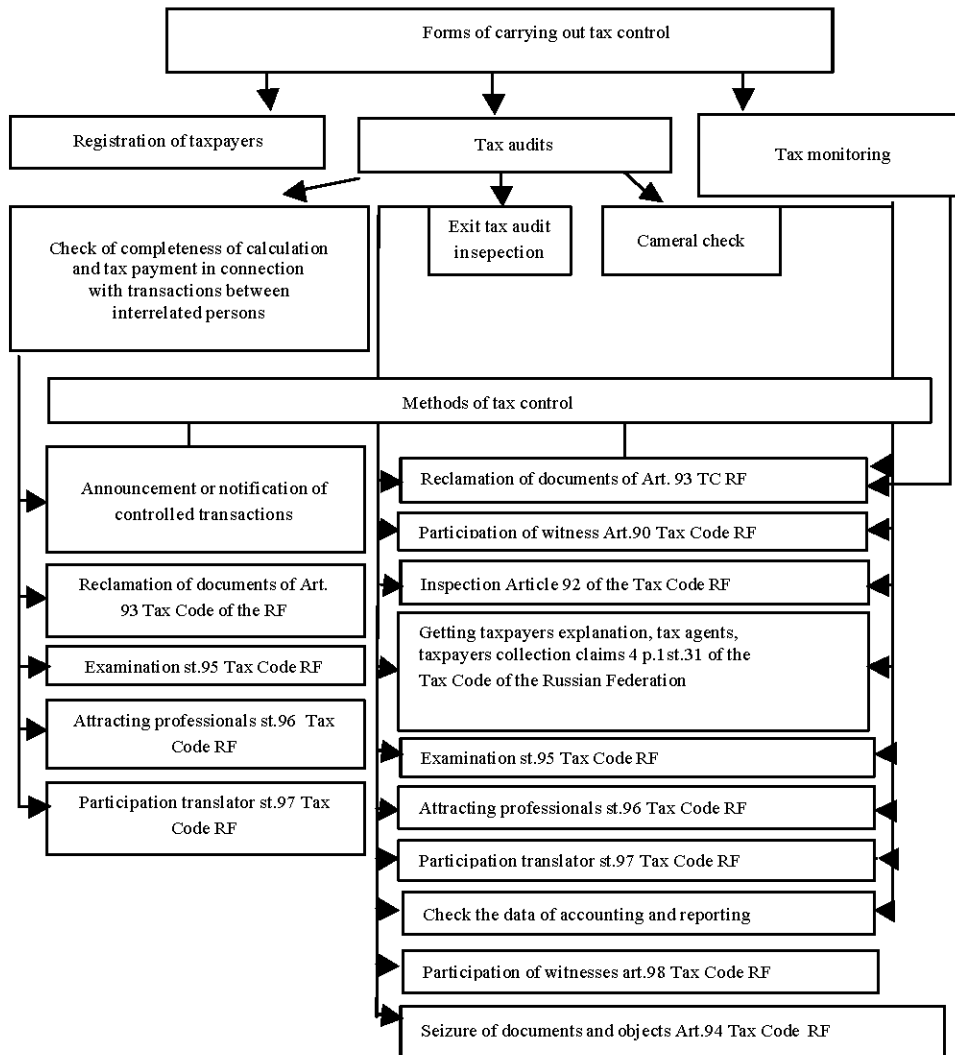 Forms of carrying out tax control
Registration of taxpayers
Tax audits
Tax monitoring
Check of completeness of calculation
and tax payment in connection
with transactions between
interrelated persons
Exit tax audit
insepection
Cameral check
Methods of tax control
Announcement or notification of
controlled transactions
Reclamation of documents of Art.
93 Tax Code of the RF
Examination st.95 Tax Code RF
Attracting professionals st.96 Tax
Code RF
Participation translator st.97 Tax
Code RF
Reclamation of documents of Art. 93 TC RF
Participation of witness Art.90 Tax Code RF
Inspection Article 92 of the Tax Code RF
Getting taxpayers explanation, tax agents,
taxpayers collection claims 4 p.1st.31 of the
Tax Code of the Russian Federation
Examination st.95 Tax Code RF
Attracting professionals st.96 Tax Code RF
Participation translator st.97 Tax Code RF
Check the data of accounting and reporting
Participation of witnesses art.98 Tax Code RF
Seizure of documents and objects Art.94 Tax Code RF